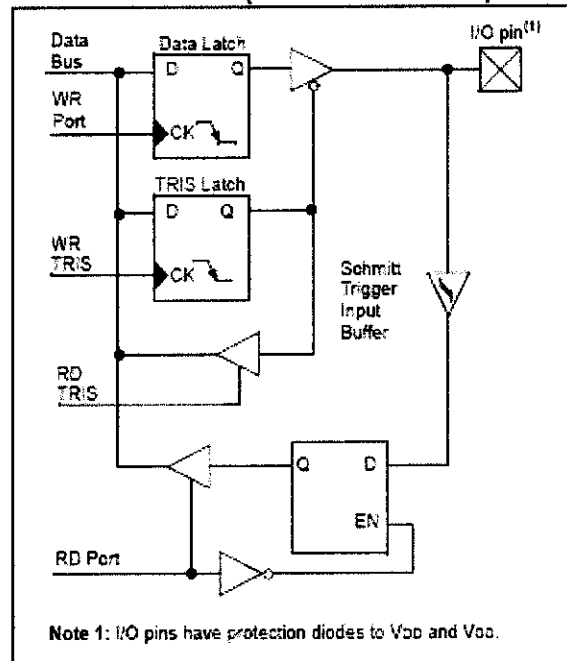 Data Bus
Data Latch
I/O pin(1)
D Q
WR Port
CK
TRIS Latch
D Q
WR TRIS
CK
Schmitt Trigger Input Buffer
RD TRIS
Q D
EN
RD Port
Note 1: I/O pins have protection diodes to VDD and VDD.